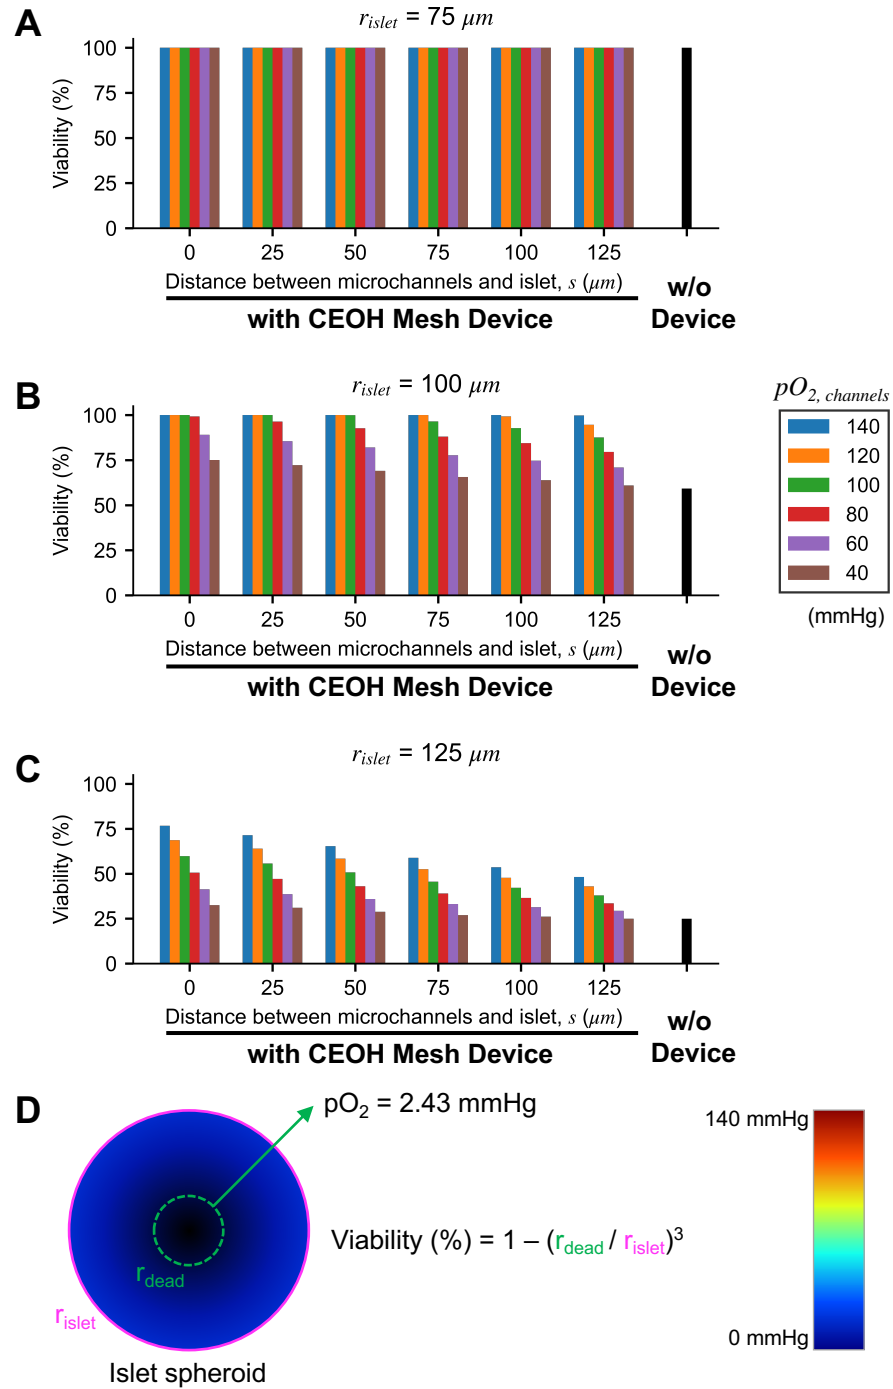 A
r_islet = 75 μm
Viability (%)
100
75
50
25
0
0 25 50 75 100 125
Distance between microchannels and islet, s (μm)
with CEOH Mesh Device
w/o
Device
B
r_islet = 100 μm
Viability (%)
100
75
50
25
0
0 25 50 75 100 125
Distance between microchannels and islet, s (μm)
with CEOH Mesh Device
w/o
Device
pO2, channels
140
120
100
80
60
40
(mmHg)
C
r_islet = 125 μm
Viability (%)
100
75
50
25
0
0 25 50 75 100 125
Distance between microchannels and islet, s (μm)
with CEOH Mesh Device
w/o
Device
D
pO2 = 2.43 mmHg
Viability (%) = 1 – (r_dead / r_islet)³
r_dead
r_islet
Islet spheroid
140 mmHg
0 mmHg